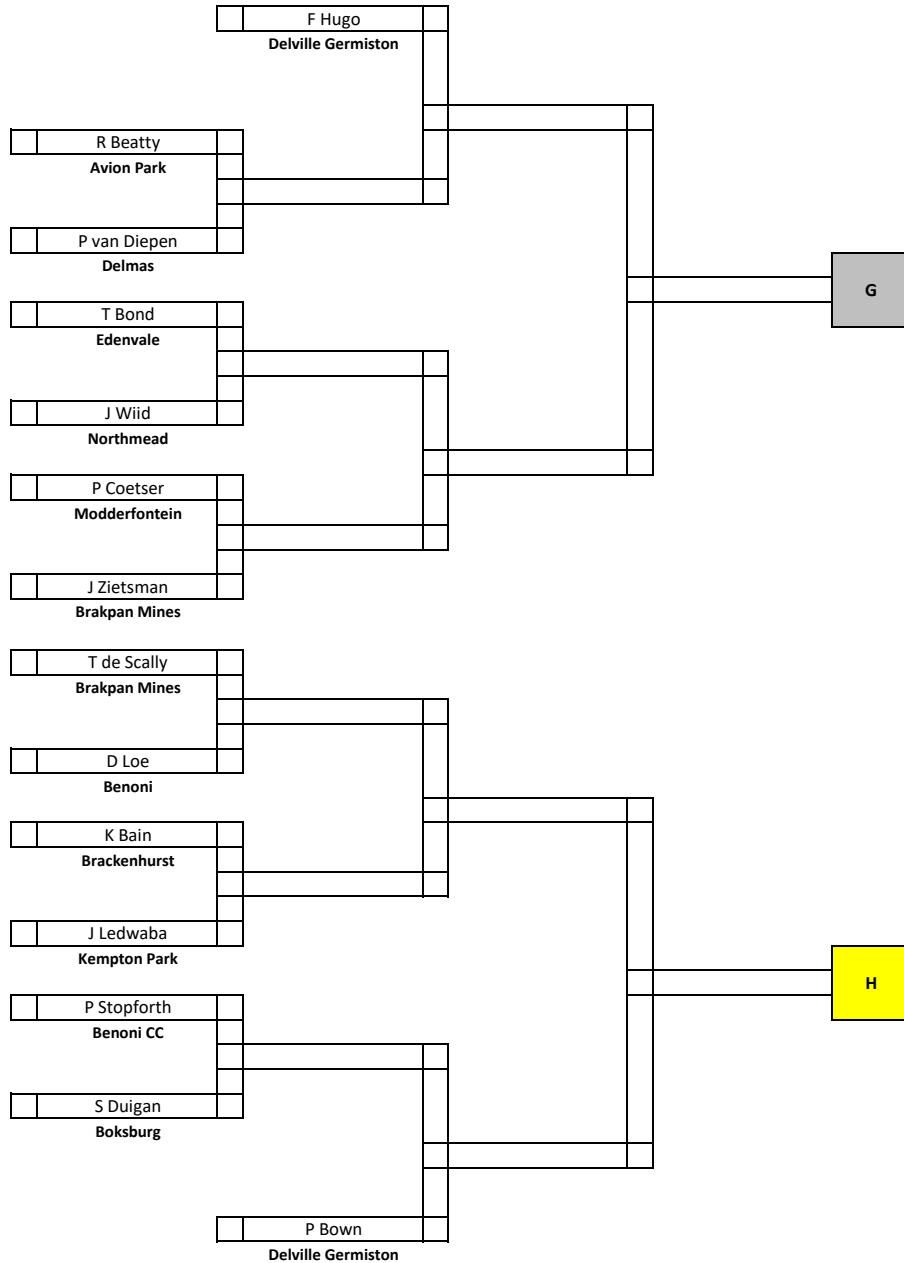 F Hugo
Delville Germiston
R Beatty
Avion Park
P van Diepen
Delmas
G
T Bond
Edenvale
J Wiid
Northmead
P Coetser
Modderfontein
J Zietsman
Brakpan Mines
T de Scally
Brakpan Mines
D Loe
Benoni
K Bain
Brackenhurst
J Ledwaba
Kempton Park
H
P Stopforth
Benoni CC
S Duigan
Boksburg
P Bown
Delville Germiston